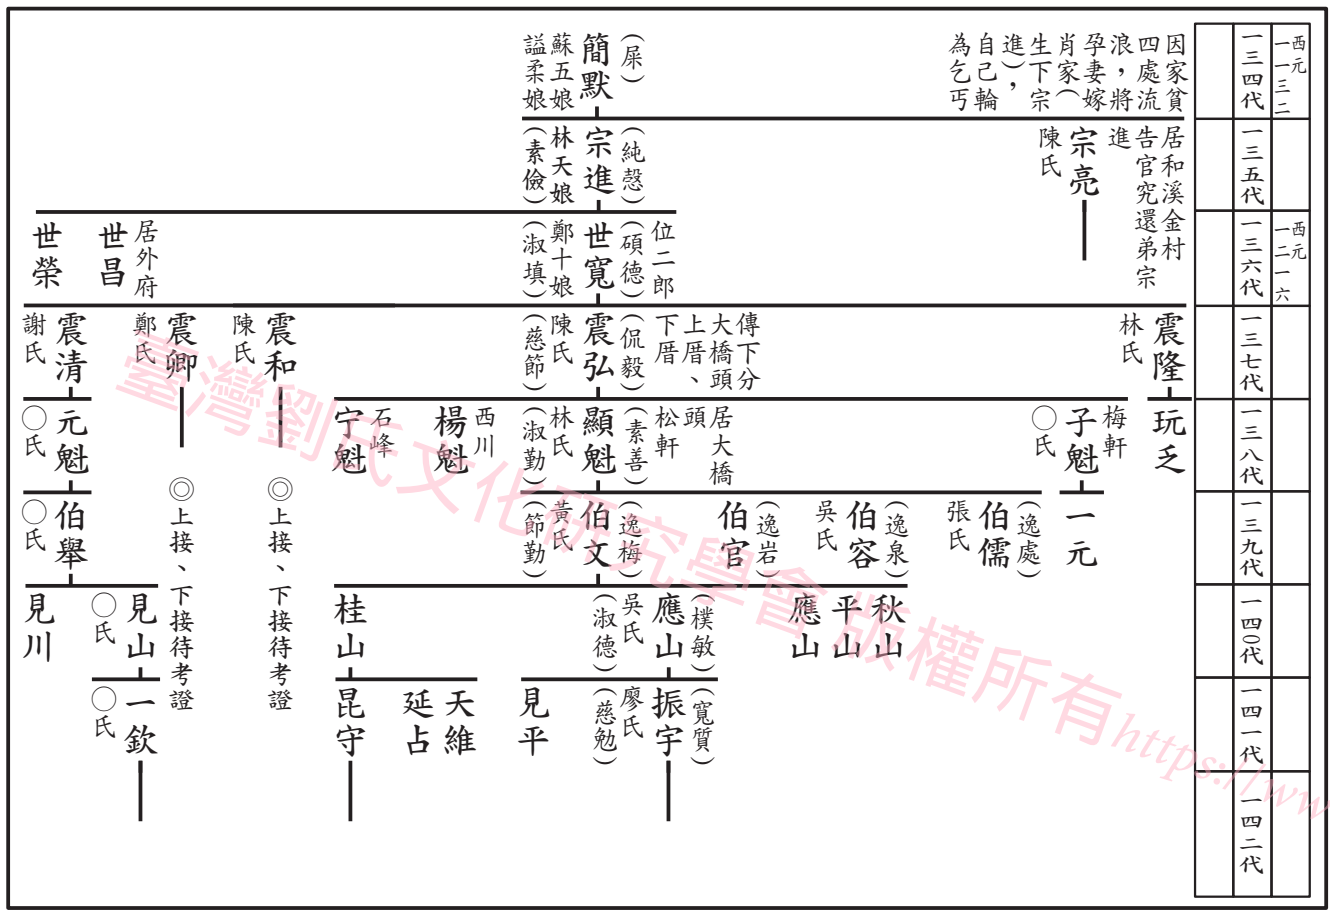 西元
一一三二
一三四代
因家貧
四處流
浪，將
孕妻嫁
肖家（
生下宗
進），
自己輪
為乞丐
（屎）
簡默
蘇五娘
謚柔娘
一三五代
居和溪金村
告官究還弟宗
進
宗亮
陳氏
（純愨）
宗進
林天娘
（素儉）
西元
一二一六
一三六代
位二郎
（碩德）
世寬
鄭十娘
（淑填）
居外府
世昌
世榮
一三七代
震隆
林氏
傳下分
大橋頭
上厝、
下厝
（侃毅）
震弘
陳氏
（慈節）
震和
陳氏
震卿
鄭氏
震清
謝氏
一三八代
玩乏
梅軒
子魁
○氏
居大橋
頭
松軒
（素善）
顯魁
林氏
（淑勤）
西川
楊魁
石峰
宁魁
元魁
○氏
一三九代
一元
（逸處）
伯儒
張氏
（逸泉）
伯容
吳氏
（逸岩）
伯官
（逸梅）
伯文
黃氏
（節勤）
◎上接、下接待考證
◎上接、下接待考證
伯舉
○氏
一四○代
秋山
平山
應山
（樸敏）
應山
吳氏
（淑德）
桂山
見山
○氏
見川
一四一代
（寬質）
振宇
廖氏
（慈勉）
見平
天維
延占
昆守
一欽
○氏
一四二代
臺灣劉氏文化研究學會 版權所有https://ww